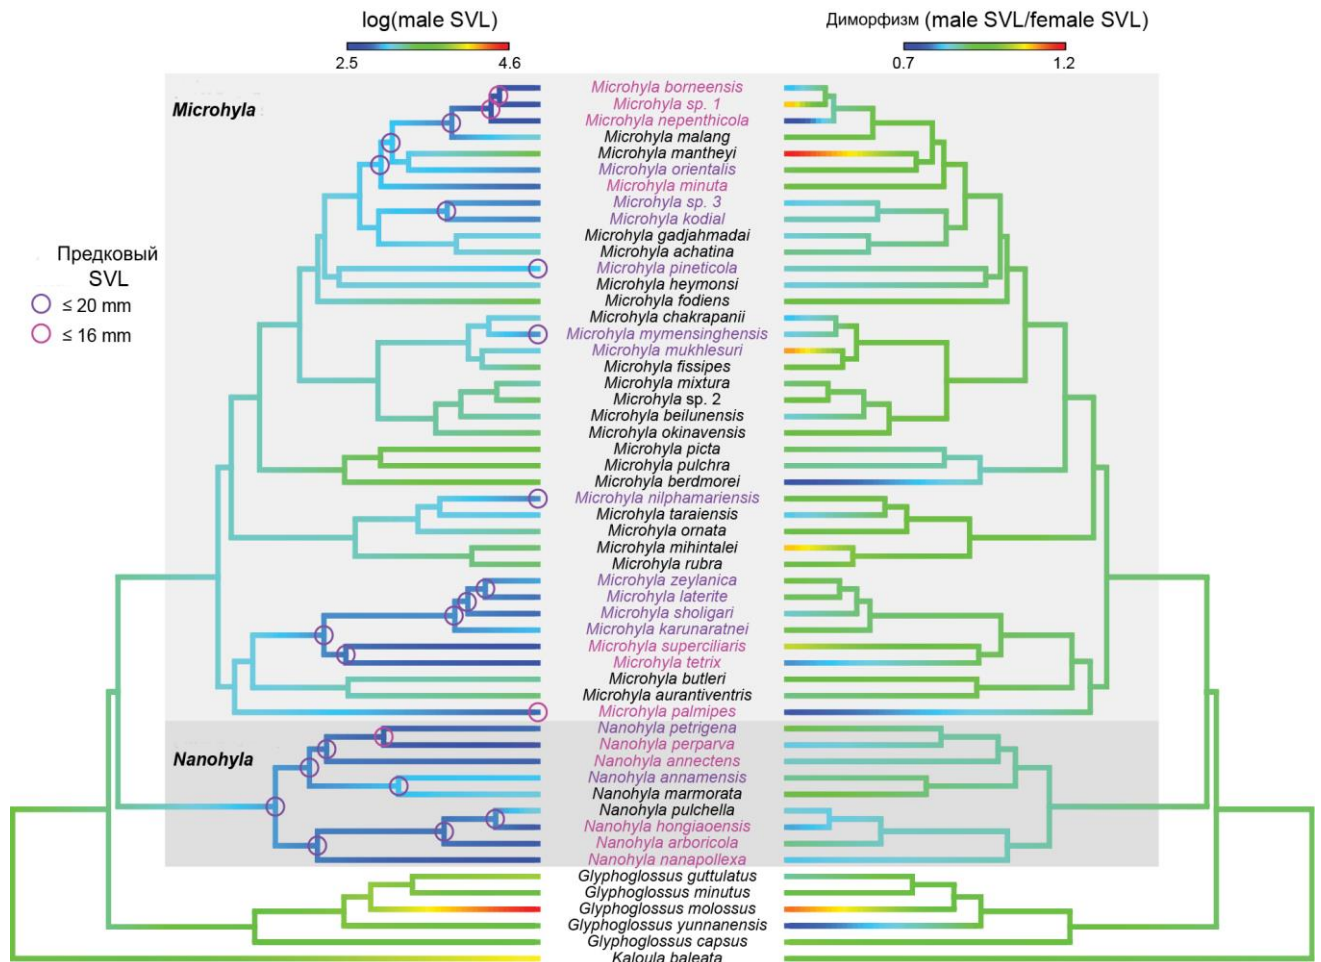 log(male SVL)
2.5 4.6
Диморфизм (male SVL/female SVL)
0.7 1.2
Microhyla
Предковый
SVL
≤ 20 mm
≤ 16 mm
Nanohyla
Microhyla borneensis
Microhyla sp. 1
Microhyla nepenthicola
Microhyla malang
Microhyla mantheyi
Microhyla orientalis
Microhyla minuta
Microhyla sp. 3
Microhyla kodial
Microhyla gadjahmadai
Microhyla achatina
Microhyla pineticola
Microhyla heymonsi
Microhyla fodiens
Microhyla chakrapanii
Microhyla mymensinghensis
Microhyla mukhlesuri
Microhyla fissipes
Microhyla mixtura
Microhyla sp. 2
Microhyla beilunensis
Microhyla okinavensis
Microhyla picta
Microhyla pulchra
Microhyla berdmorei
Microhyla nilphamariensis
Microhyla taraiensis
Microhyla ornata
Microhyla mihintalei
Microhyla rubra
Microhyla zeylanica
Microhyla laterite
Microhyla sholigari
Microhyla karunaratnei
Microhyla superciliaris
Microhyla tetrix
Microhyla butleri
Microhyla aurantiventris
Microhyla palmipes
Nanohyla petrigena
Nanohyla perparva
Nanohyla annectens
Nanohyla annamensis
Nanohyla marmorata
Nanohyla pulchella
Nanohyla hongiaoensis
Nanohyla arboricola
Nanohyla nanapollexa
Glyphoglossus guttulatus
Glyphoglossus minutus
Glyphoglossus molossus
Glyphoglossus yunnanensis
Glyphoglossus capsus
Kaloula baleata